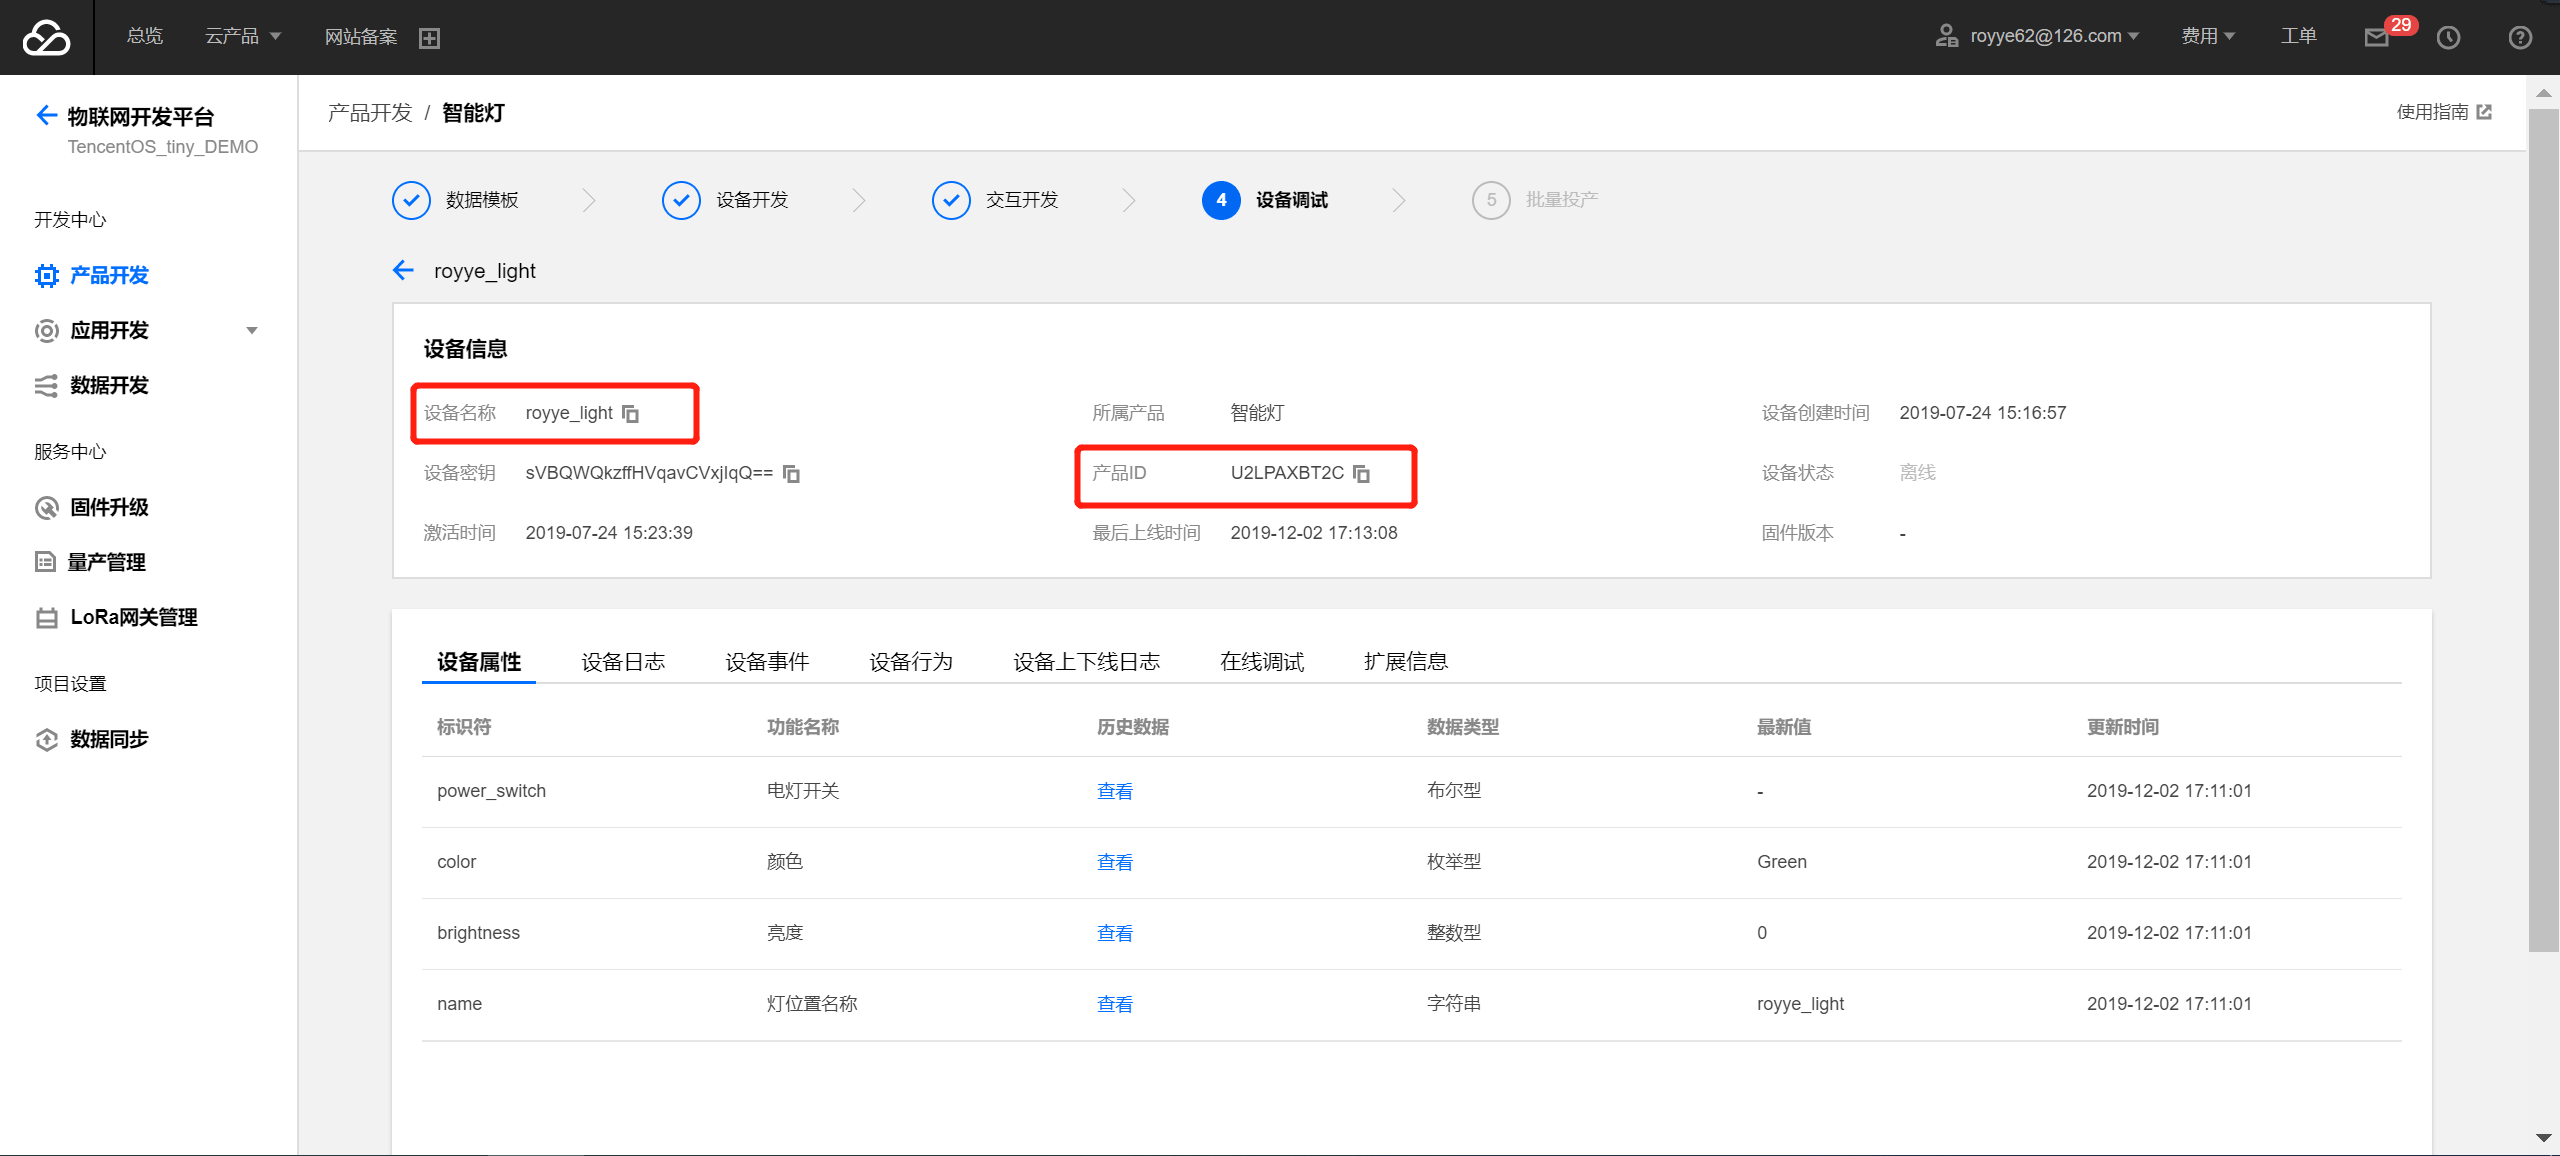 总览 云产品 网站备案 royye62@126.com 费用 工单 29
物联网开发平台
TencentOS_tiny_DEMO
开发中心
产品开发
应用开发
数据开发
服务中心
固件升级
量产管理
LoRa网关管理
项目设置
数据同步
产品开发 / 智能灯 使用指南
数据模板 设备开发 交互开发 4 设备调试 5 批量投产
royye_light
设备信息
设备名称 royye_light 所属产品 智能灯 设备创建时间 2019-07-24 15:16:57
设备密钥 sVBQWQkzffHVqavCVxjIqQ== 产品ID U2LPAXBT2C 设备状态 离线
激活时间 2019-07-24 15:23:39 最后上线时间 2019-12-02 17:13:08 固件版本 -
设备属性 设备日志 设备事件 设备行为 设备上下线日志 在线调试 扩展信息
标识符 功能名称 历史数据 数据类型 最新值 更新时间
power_switch 电灯开关 查看 布尔型 - 2019-12-02 17:11:01
color 颜色 查看 枚举型 Green 2019-12-02 17:11:01
brightness 亮度 查看 整数型 0 2019-12-02 17:11:01
name 灯位置名称 查看 字符串 royye_light 2019-12-02 17:11:01